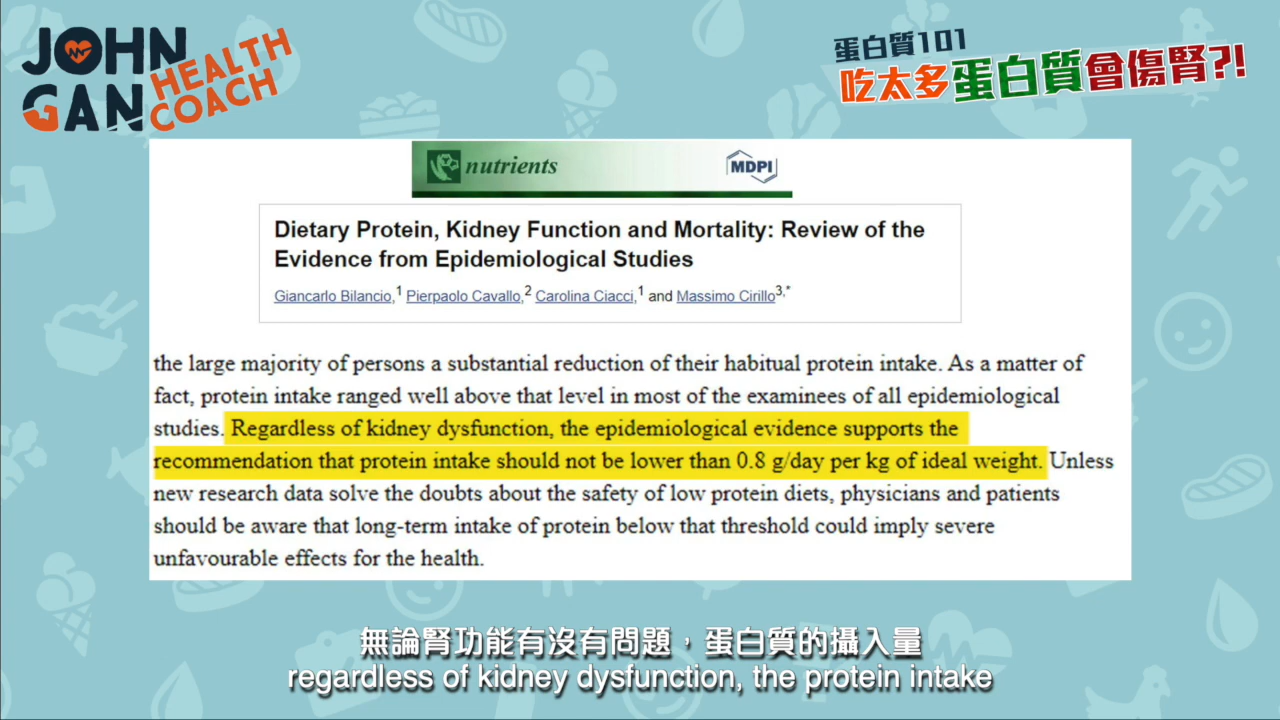 JOHN
GAN
HEALTH
COACH
蛋白質101
吃太多蛋白質會傷腎?!
nutrients
MDPI
Dietary Protein, Kidney Function and Mortality: Review of the
Evidence from Epidemiological Studies
Giancarlo Bilancio,1 Pierpaolo Cavallo,2 Carolina Ciacci,1 and Massimo Cirillo3,*
the large majority of persons a substantial reduction of their habitual protein intake. As a matter of
fact, protein intake ranged well above that level in most of the examinees of all epidemiological
studies. Regardless of kidney dysfunction, the epidemiological evidence supports the
recommendation that protein intake should not be lower than 0.8 g/day per kg of ideal weight. Unless
new research data solve the doubts about the safety of low protein diets, physicians and patients
should be aware that long-term intake of protein below that threshold could imply severe
unfavourable effects for the health.
無論腎功能有沒有問題，蛋白質的攝入量
regardless of kidney dysfunction, the protein intake